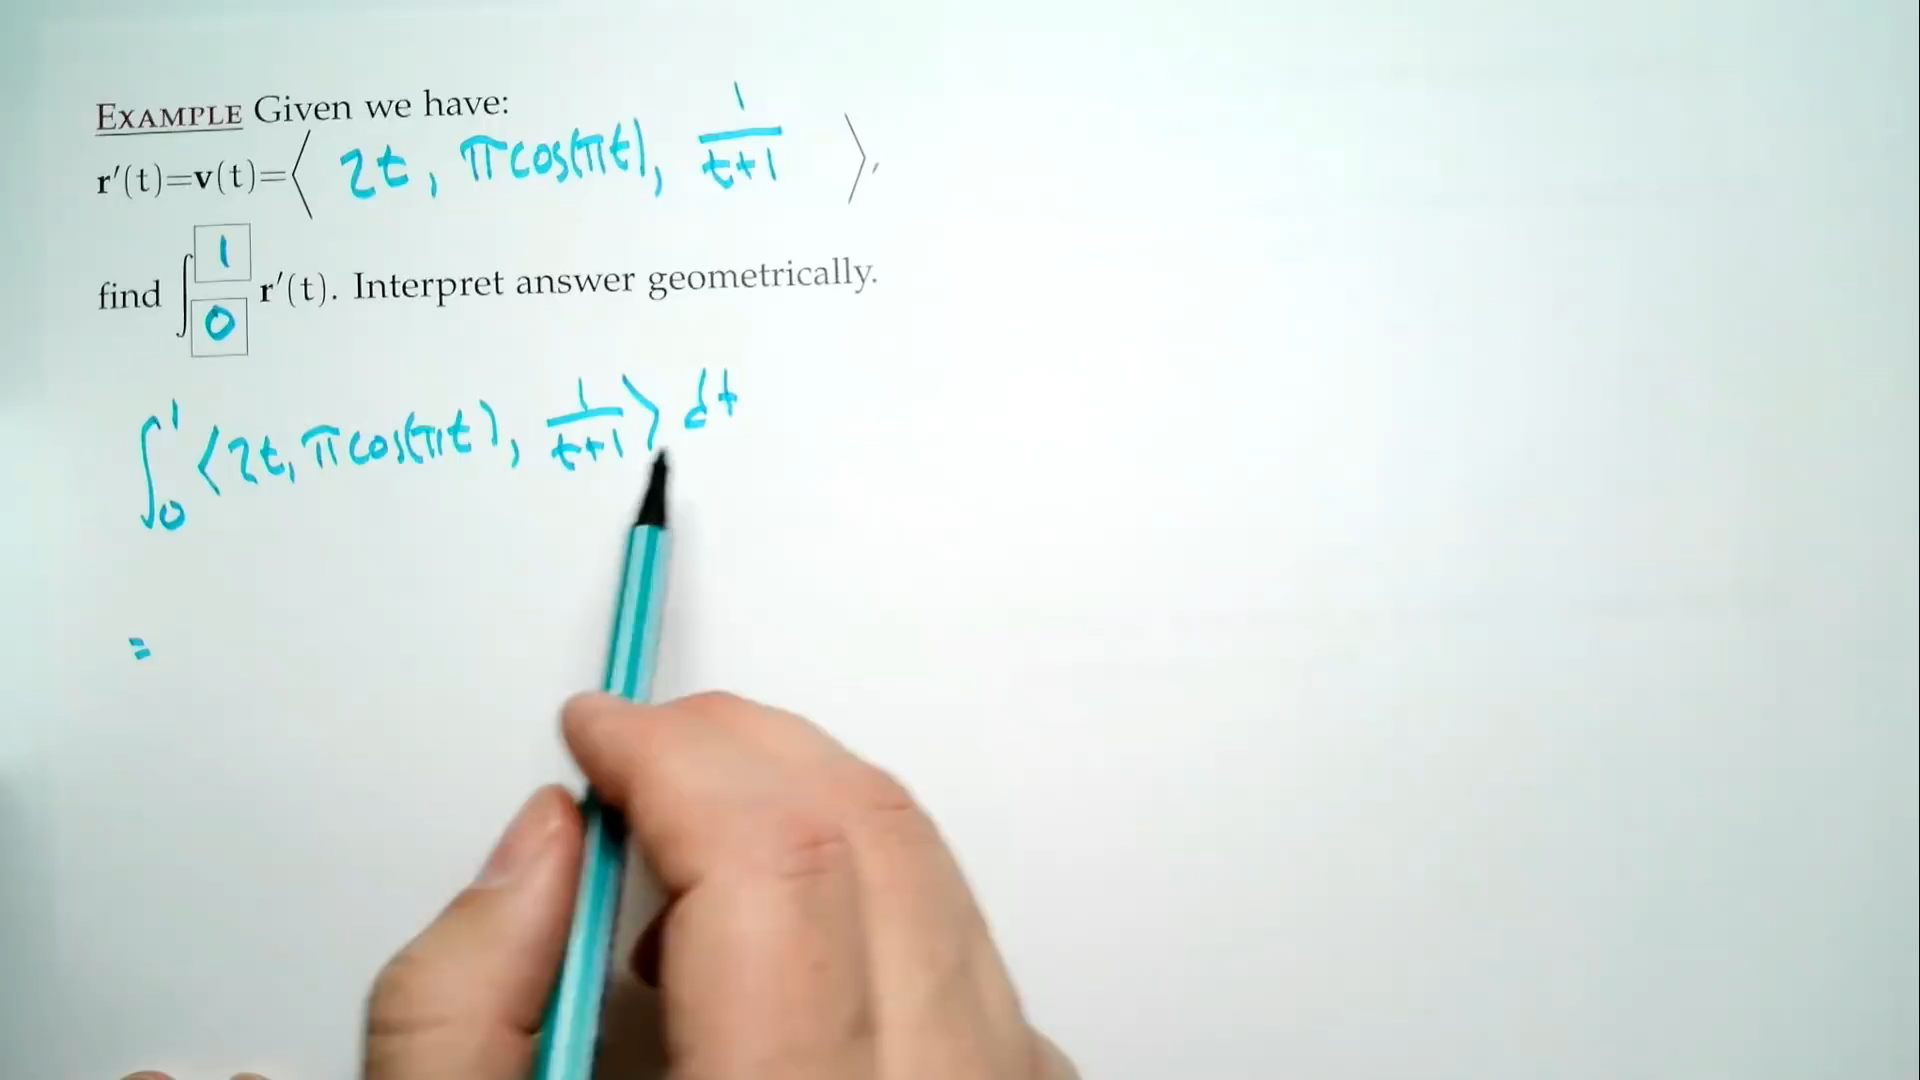 EXAMPLE Given we have:
r′(t)=v(t)=⟨ 2t, πcos(πt), 1/(t+1) ⟩,
find ∫₀¹ r′(t). Interpret answer geometrically.
∫₀¹ ⟨2t, πcos(πt), 1/(t+1)⟩ dt
=